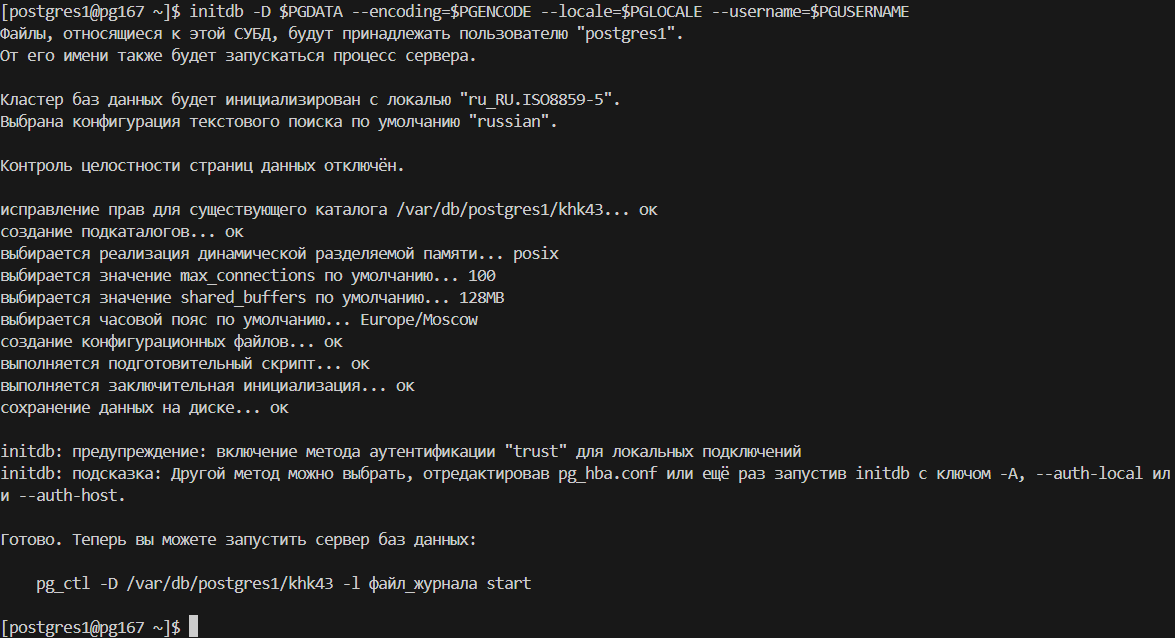 [postgres1@pg167 ~]$ initdb -D $PGDATA --encoding=$PGENCODE --locale=$PGLOCALE --username=$PGUSERNAME
Файлы, относящиеся к этой СУБД, будут принадлежать пользователю "postgres1".
От его имени также будет запускаться процесс сервера.

Кластер баз данных будет инициализирован с локалью "ru_RU.ISO8859-5".
Выбрана конфигурация текстового поиска по умолчанию "russian".

Контроль целостности страниц данных отключён.

исправление прав для существующего каталога /var/db/postgres1/khk43... ок
создание подкаталогов... ок
выбирается реализация динамической разделяемой памяти... posix
выбирается значение max_connections по умолчанию... 100
выбирается значение shared_buffers по умолчанию... 128MB
выбирается часовой пояс по умолчанию... Europe/Moscow
создание конфигурационных файлов... ок
выполняется подготовительный скрипт... ок
выполняется заключительная инициализация... ок
сохранение данных на диске... ок

initdb: предупреждение: включение метода аутентификации "trust" для локальных подключений
initdb: подсказка: Другой метод можно выбрать, отредактировав pg_hba.conf или ещё раз запустив initdb с ключом -A, --auth-local ил
и --auth-host.

Готово. Теперь вы можете запустить сервер баз данных:

    pg_ctl -D /var/db/postgres1/khk43 -l файл_журнала start

[postgres1@pg167 ~]$